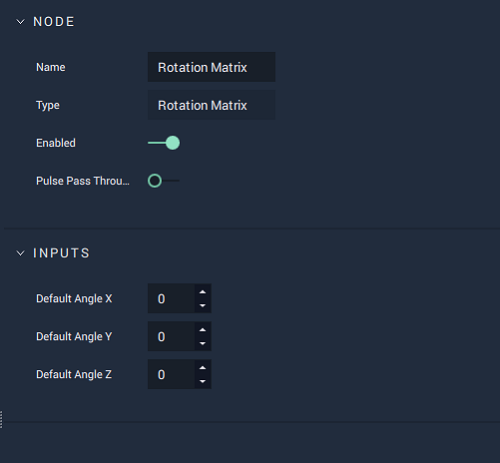 NODE
Name Rotation Matrix
Type Rotation Matrix
Enabled
Pulse Pass Throu...
INPUTS
Default Angle X 0
Default Angle Y 0
Default Angle Z 0